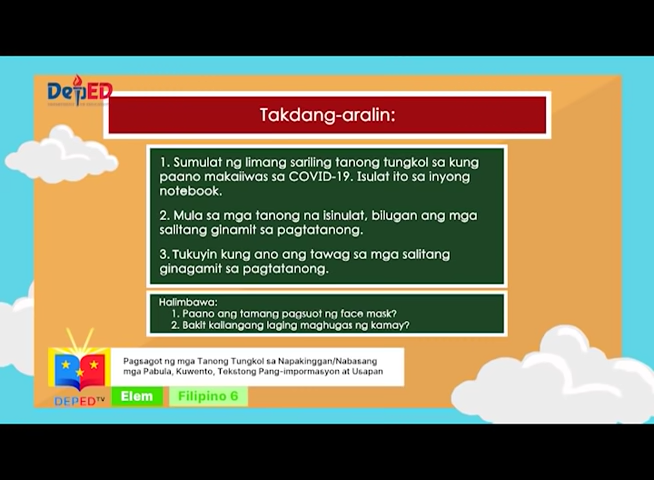 DepED
Takdang-aralin:
1. Sumulat ng limang sariling tanong tungkol sa kung
paano makaiiwas sa COVID-19. Isulat ito sa inyong
notebook.
2. Mula sa mga tanong na isinulat, bilugan ang mga
salitang ginamit sa pagtatanong.
3. Tukuyin kung ano ang tawag sa mga salitang
ginagamit sa pagtatanong.
Halimbawa:
1. Paano ang tamang pagsuot ng face mask?
2. Bakit kailangang laging maghugas ng kamay?
Pagsagot ng mga Tanong Tungkol sa Napakinggan/Nabasang
mga Pabula, Kuwento, Tekstong Pang-impormasyon at Usapan
DEPED TV
Elem
Filipino 6